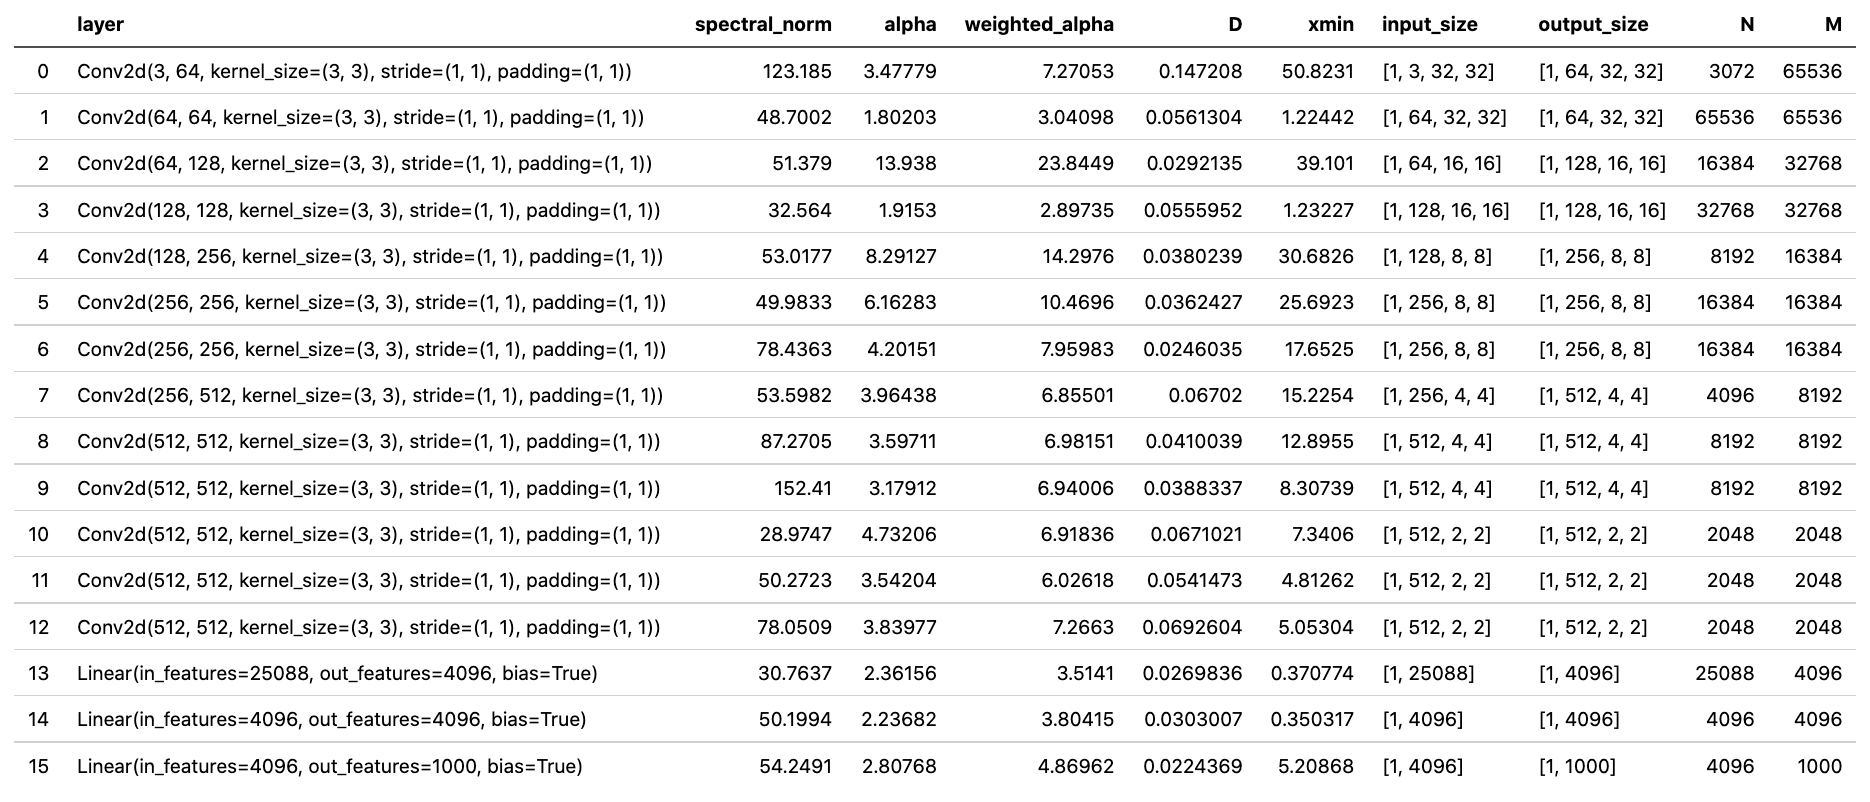 layer spectral_norm alpha weighted_alpha D xmin input_size output_size N M
0 Conv2d(3, 64, kernel_size=(3, 3), stride=(1, 1), padding=(1, 1)) 123.185 3.47779 7.27053 0.147208 50.8231 [1, 3, 32, 32] [1, 64, 32, 32] 3072 65536
1 Conv2d(64, 64, kernel_size=(3, 3), stride=(1, 1), padding=(1, 1)) 48.7002 1.80203 3.04098 0.0561304 1.22442 [1, 64, 32, 32] [1, 64, 32, 32] 65536 65536
2 Conv2d(64, 128, kernel_size=(3, 3), stride=(1, 1), padding=(1, 1)) 51.379 13.938 23.8449 0.0292135 39.101 [1, 64, 16, 16] [1, 128, 16, 16] 16384 32768
3 Conv2d(128, 128, kernel_size=(3, 3), stride=(1, 1), padding=(1, 1)) 32.564 1.9153 2.89735 0.0555952 1.23227 [1, 128, 16, 16] [1, 128, 16, 16] 32768 32768
4 Conv2d(128, 256, kernel_size=(3, 3), stride=(1, 1), padding=(1, 1)) 53.0177 8.29127 14.2976 0.0380239 30.6826 [1, 128, 8, 8] [1, 256, 8, 8] 8192 16384
5 Conv2d(256, 256, kernel_size=(3, 3), stride=(1, 1), padding=(1, 1)) 49.9833 6.16283 10.4696 0.0362427 25.6923 [1, 256, 8, 8] [1, 256, 8, 8] 16384 16384
6 Conv2d(256, 256, kernel_size=(3, 3), stride=(1, 1), padding=(1, 1)) 78.4363 4.20151 7.95983 0.0246035 17.6525 [1, 256, 8, 8] [1, 256, 8, 8] 16384 16384
7 Conv2d(256, 512, kernel_size=(3, 3), stride=(1, 1), padding=(1, 1)) 53.5982 3.96438 6.85501 0.06702 15.2254 [1, 256, 4, 4] [1, 512, 4, 4] 4096 8192
8 Conv2d(512, 512, kernel_size=(3, 3), stride=(1, 1), padding=(1, 1)) 87.2705 3.59711 6.98151 0.0410039 12.8955 [1, 512, 4, 4] [1, 512, 4, 4] 8192 8192
9 Conv2d(512, 512, kernel_size=(3, 3), stride=(1, 1), padding=(1, 1)) 152.41 3.17912 6.94006 0.0388337 8.30739 [1, 512, 4, 4] [1, 512, 4, 4] 8192 8192
10 Conv2d(512, 512, kernel_size=(3, 3), stride=(1, 1), padding=(1, 1)) 28.9747 4.73206 6.91836 0.0671021 7.3406 [1, 512, 2, 2] [1, 512, 2, 2] 2048 2048
11 Conv2d(512, 512, kernel_size=(3, 3), stride=(1, 1), padding=(1, 1)) 50.2723 3.54204 6.02618 0.0541473 4.81262 [1, 512, 2, 2] [1, 512, 2, 2] 2048 2048
12 Conv2d(512, 512, kernel_size=(3, 3), stride=(1, 1), padding=(1, 1)) 78.0509 3.83977 7.2663 0.0692604 5.05304 [1, 512, 2, 2] [1, 512, 2, 2] 2048 2048
13 Linear(in_features=25088, out_features=4096, bias=True) 30.7637 2.36156 3.5141 0.0269836 0.370774 [1, 25088] [1, 4096] 25088 4096
14 Linear(in_features=4096, out_features=4096, bias=True) 50.1994 2.23682 3.80415 0.0303007 0.350317 [1, 4096] [1, 4096] 4096 4096
15 Linear(in_features=4096, out_features=1000, bias=True) 54.2491 2.80768 4.86962 0.0224369 5.20868 [1, 4096] [1, 1000] 4096 1000